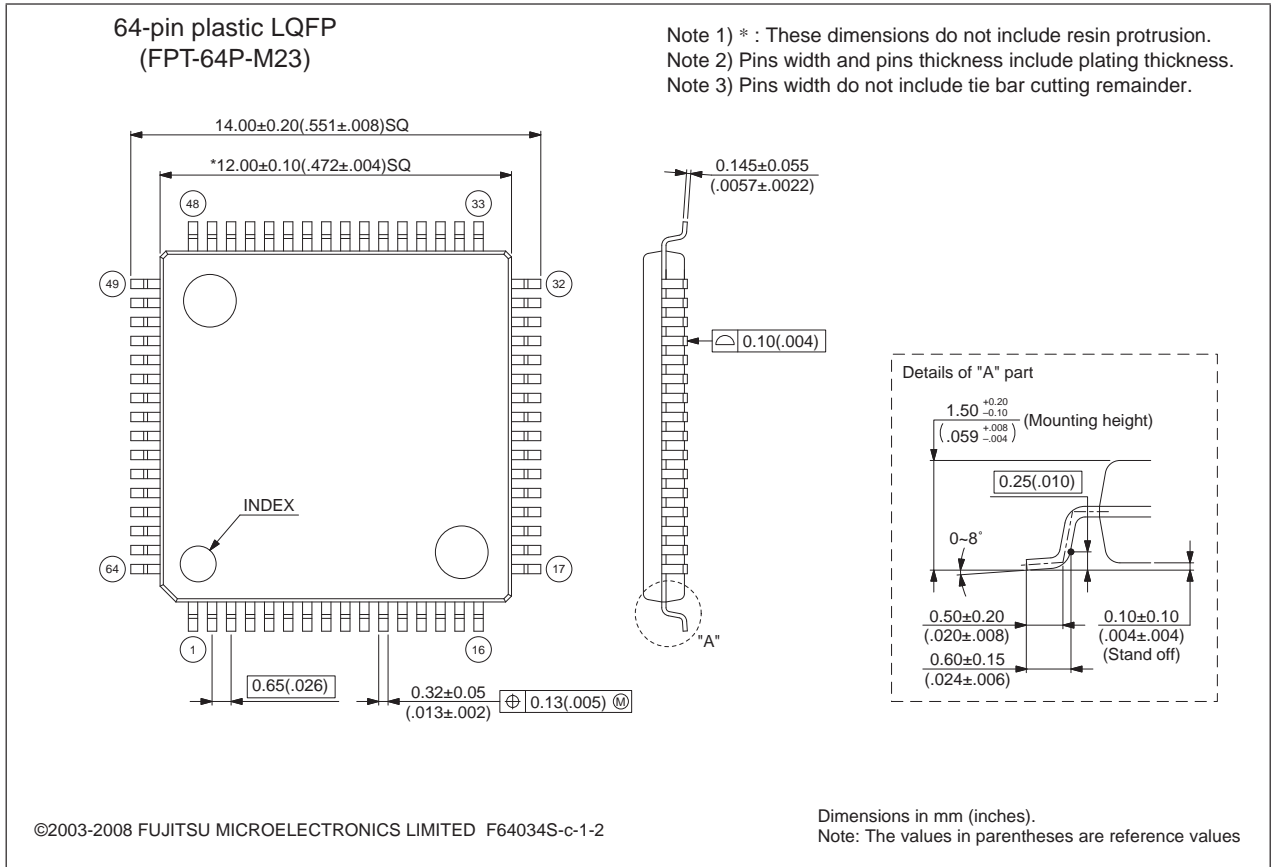 64-pin plastic LQFP
(FPT-64P-M23)
Note 1) * : These dimensions do not include resin protrusion.
Note 2) Pins width and pins thickness include plating thickness.
Note 3) Pins width do not include tie bar cutting remainder.
14.00±0.20(.551±.008)SQ
*12.00±0.10(.472±.004)SQ
48
33
49
32
INDEX
64
17
1
16
0.65(.026)
0.32±0.05
(.013±.002)
⌖ 0.13(.005) Ⓜ
0.145±0.055
(.0057±.0022)
⌓ 0.10(.004)
"A"
Details of "A" part
1.50 +0.20 –0.10 (Mounting height)
(.059 +.008 –.004)
0.25(.010)
0~8°
0.50±0.20
(.020±.008)
0.60±0.15
(.024±.006)
0.10±0.10
(.004±.004)
(Stand off)
©2003-2008 FUJITSU MICROELECTRONICS LIMITED F64034S-c-1-2
Dimensions in mm (inches).
Note: The values in parentheses are reference values